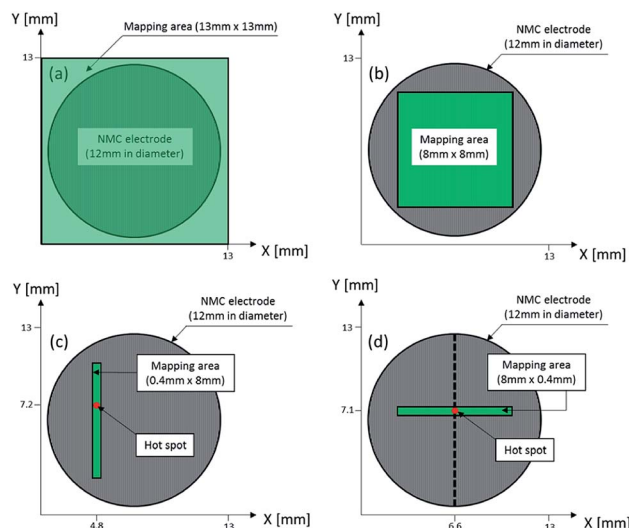 Y [mm]
Mapping area (13mm x 13mm)
13
(a)
NMC electrode
(12mm in diameter)
X [mm]
13
Y [mm]
NMC electrode
(12mm in diameter)
13
(b)
Mapping area
(8mm x 8mm)
X [mm]
13
Y [mm]
NMC electrode
(12mm in diameter)
13
(c)
Mapping area
(0.4mm x 8mm)
7.2
Hot spot
X [mm]
4.8
13
Y [mm]
NMC electrode
(12mm in diameter)
13
(d)
Mapping area
(8mm x 0.4mm)
7.1
Hot spot
X [mm]
6.6
13